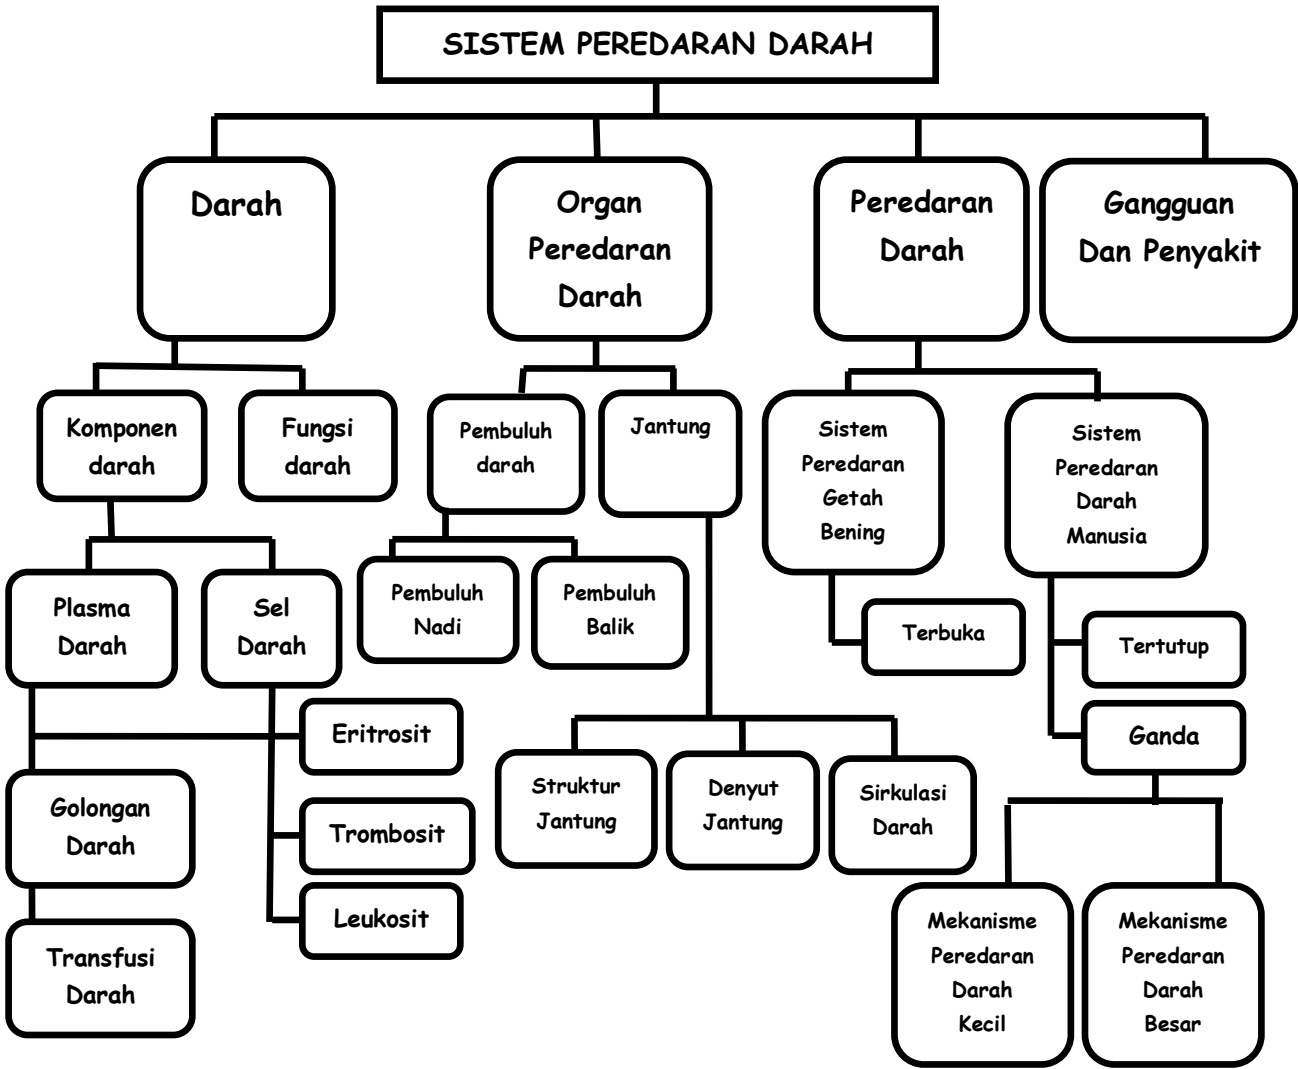 SISTEM PEREDARAN DARAH
Darah
Organ
Peredaran
Darah
Peredaran
Darah
Gangguan
Dan Penyakit
Komponen
darah
Fungsi
darah
Pembuluh
darah
Jantung
Sistem
Peredaran
Getah
Bening
Sistem
Peredaran
Darah
Manusia
Plasma
Darah
Sel
Darah
Pembuluh
Nadi
Pembuluh
Balik
Terbuka
Tertutup
Ganda
Eritrosit
Golongan
Darah
Trombosit
Leukosit
Transfusi
Darah
Struktur
Jantung
Denyut
Jantung
Sirkulasi
Darah
Mekanisme
Peredaran
Darah
Kecil
Mekanisme
Peredaran
Darah
Besar